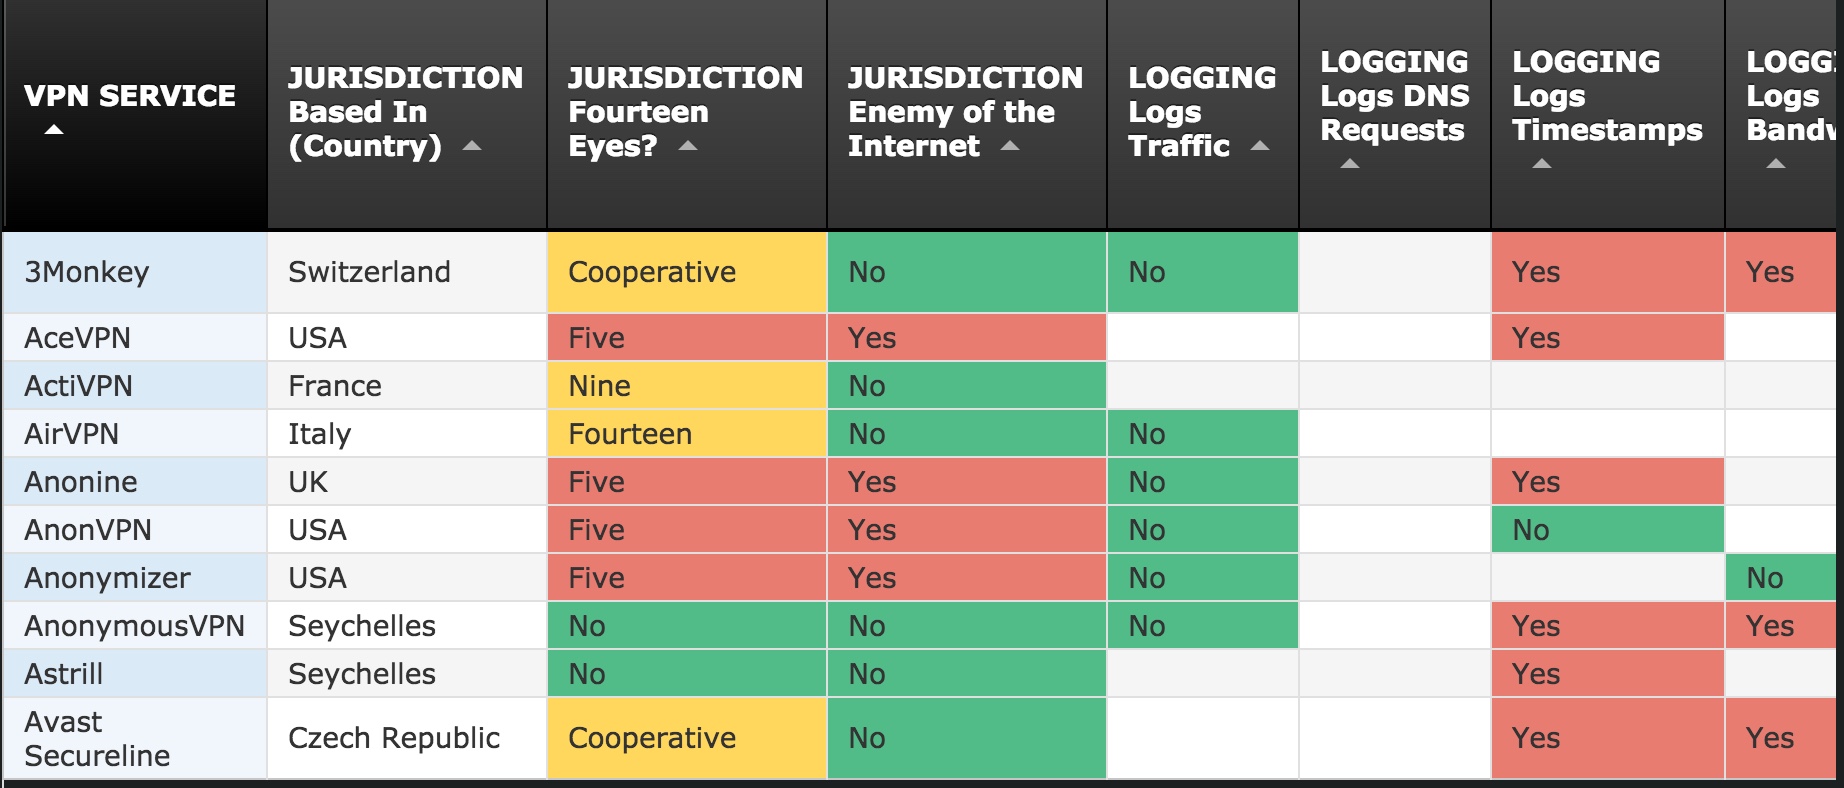 VPN SERVICE
JURISDICTION
Based In
(Country)
JURISDICTION
Fourteen
Eyes?
JURISDICTION
Enemy of the
Internet
LOGGING
Logs
Traffic
LOGGING
Logs DNS
Requests
LOGGING
Logs
Timestamps
Logs
3Monkey Switzerland Cooperative No No Yes Yes
AceVPN USA Five Yes Yes
ActiVPN France Nine No
AirVPN Italy Fourteen No No
Anonine UK Five Yes No Yes
AnonVPN USA Five Yes No No
Anonymizer USA Five Yes No No
AnonymousVPN Seychelles No No No Yes Yes
Astrill Seychelles No No Yes
Avast
Secureline Czech Republic Cooperative No Yes Yes